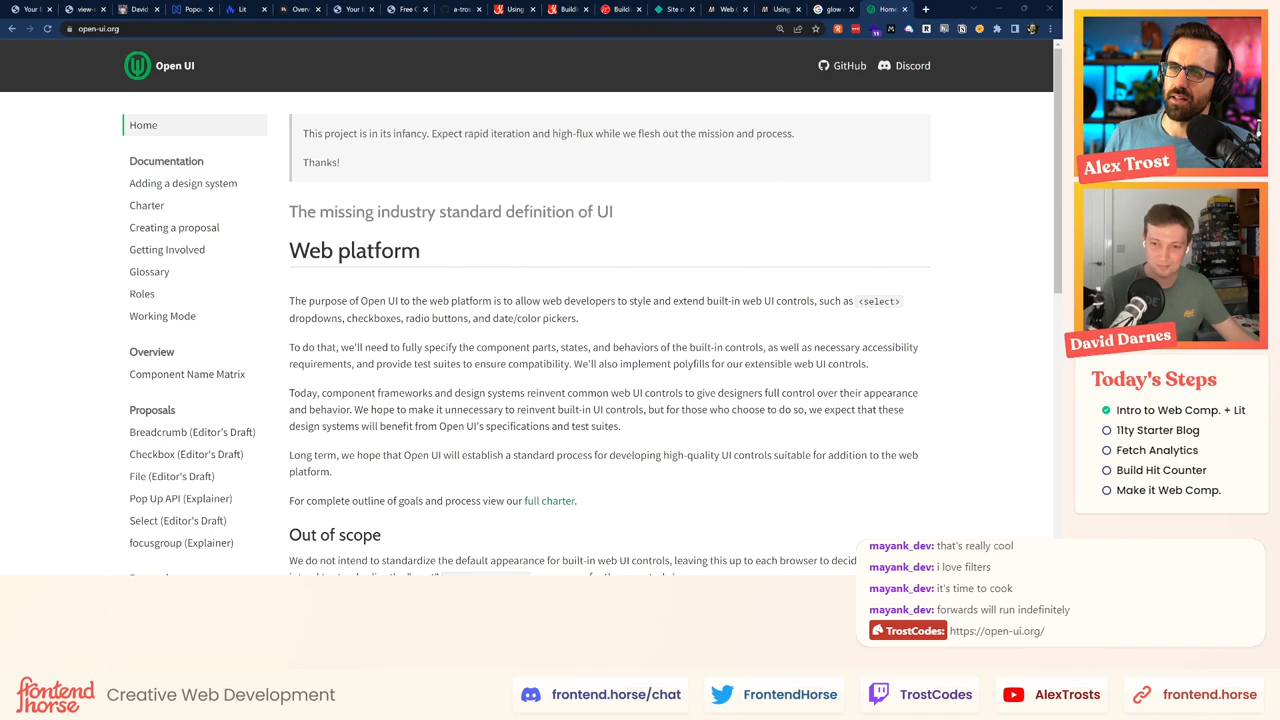 Your
view-s
David
Popo
Lit
Overv
Your l
Free C
a-tros
Using
Buildi
Buildi
Site o
Web C
Using
glow
Home
open-ui.org
Open UI
GitHub
Discord
Home
Documentation
Adding a design system
Charter
Creating a proposal
Getting Involved
Glossary
Roles
Working Mode
Overview
Component Name Matrix
Proposals
Breadcrumb (Editor's Draft)
Checkbox (Editor's Draft)
File (Editor's Draft)
Pop Up API (Explainer)
Select (Editor's Draft)
focusgroup (Explainer)
This project is in its infancy. Expect rapid iteration and high-flux while we flesh out the mission and process.
Thanks!
The missing industry standard definition of UI
Web platform
The purpose of Open UI to the web platform is to allow web developers to style and extend built-in web UI controls, such as <select>
dropdowns, checkboxes, radio buttons, and date/color pickers.
To do that, we'll need to fully specify the component parts, states, and behaviors of the built-in controls, as well as necessary accessibility
requirements, and provide test suites to ensure compatibility. We'll also implement polyfills for our extensible web UI controls.
Today, component frameworks and design systems reinvent common web UI controls to give designers full control over their appearance
and behavior. We hope to make it unnecessary to reinvent built-in UI controls, but for those who choose to do so, we expect that these
design systems will benefit from Open UI's specifications and test suites.
Long term, we hope that Open UI will establish a standard process for developing high-quality UI controls suitable for addition to the web
platform.
For complete outline of goals and process view our full charter.
Out of scope
We do not intend to standardize the default appearance for built-in web UI controls, leaving this up to each browser to decid
Alex Trost
David Darnes
Today's Steps
Intro to Web Comp. + Lit
11ty Starter Blog
Fetch Analytics
Build Hit Counter
Make it Web Comp.
mayank_dev: that's really cool
mayank_dev: i love filters
mayank_dev: it's time to cook
mayank_dev: forwards will run indefinitely
TrostCodes: https://open-ui.org/
frontend
horse
Creative Web Development
frontend.horse/chat
FrontendHorse
TrostCodes
AlexTrosts
frontend.horse